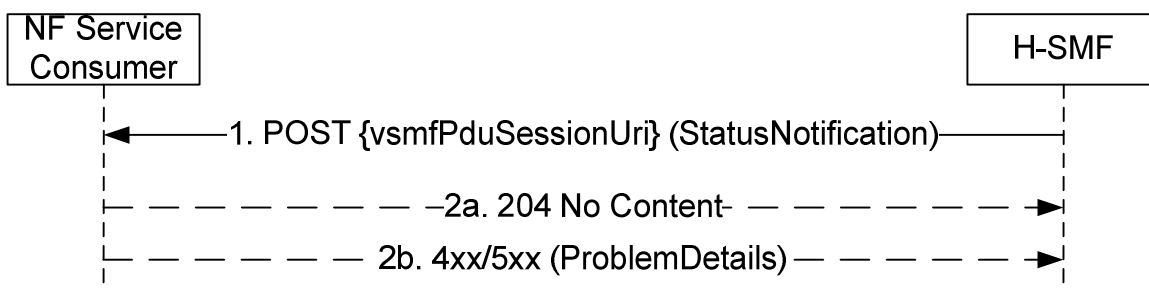 NF Service
Consumer
H-SMF
1. POST {vsmfPduSessionUri} (StatusNotification)
2a. 204 No Content
2b. 4xx/5xx (ProblemDetails)